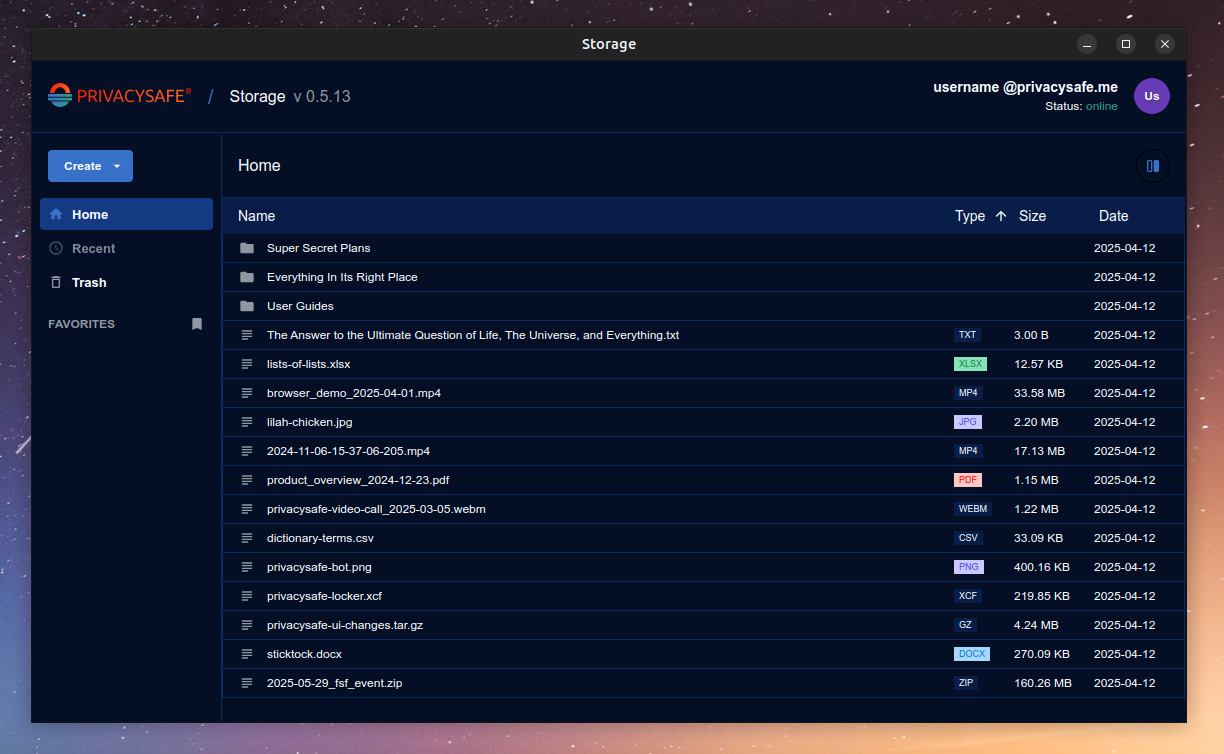 Storage
PRIVACYSAFE® / Storage v 0.5.13
username @privacysafe.me
Status: online
Us
Create
Home
Recent
Trash
FAVORITES
Home
Name Type Size Date
Super Secret Plans 2025-04-12
Everything In Its Right Place 2025-04-12
User Guides 2025-04-12
The Answer to the Ultimate Question of Life, The Universe, and Everything.txt TXT 3.00 B 2025-04-12
lists-of-lists.xlsx XLSX 12.57 KB 2025-04-12
browser_demo_2025-04-01.mp4 MP4 33.58 MB 2025-04-12
lilah-chicken.jpg JPG 2.20 MB 2025-04-12
2024-11-06-15-37-06-205.mp4 MP4 17.13 MB 2025-04-12
product_overview_2024-12-23.pdf PDF 1.15 MB 2025-04-12
privacysafe-video-call_2025-03-05.webm WEBM 1.22 MB 2025-04-12
dictionary-terms.csv CSV 33.09 KB 2025-04-12
privacysafe-bot.png PNG 400.16 KB 2025-04-12
privacysafe-locker.xcf XCF 219.85 KB 2025-04-12
privacysafe-ui-changes.tar.gz GZ 4.24 MB 2025-04-12
sticktock.docx DOCX 270.09 KB 2025-04-12
2025-05-29_fsf_event.zip ZIP 160.26 MB 2025-04-12